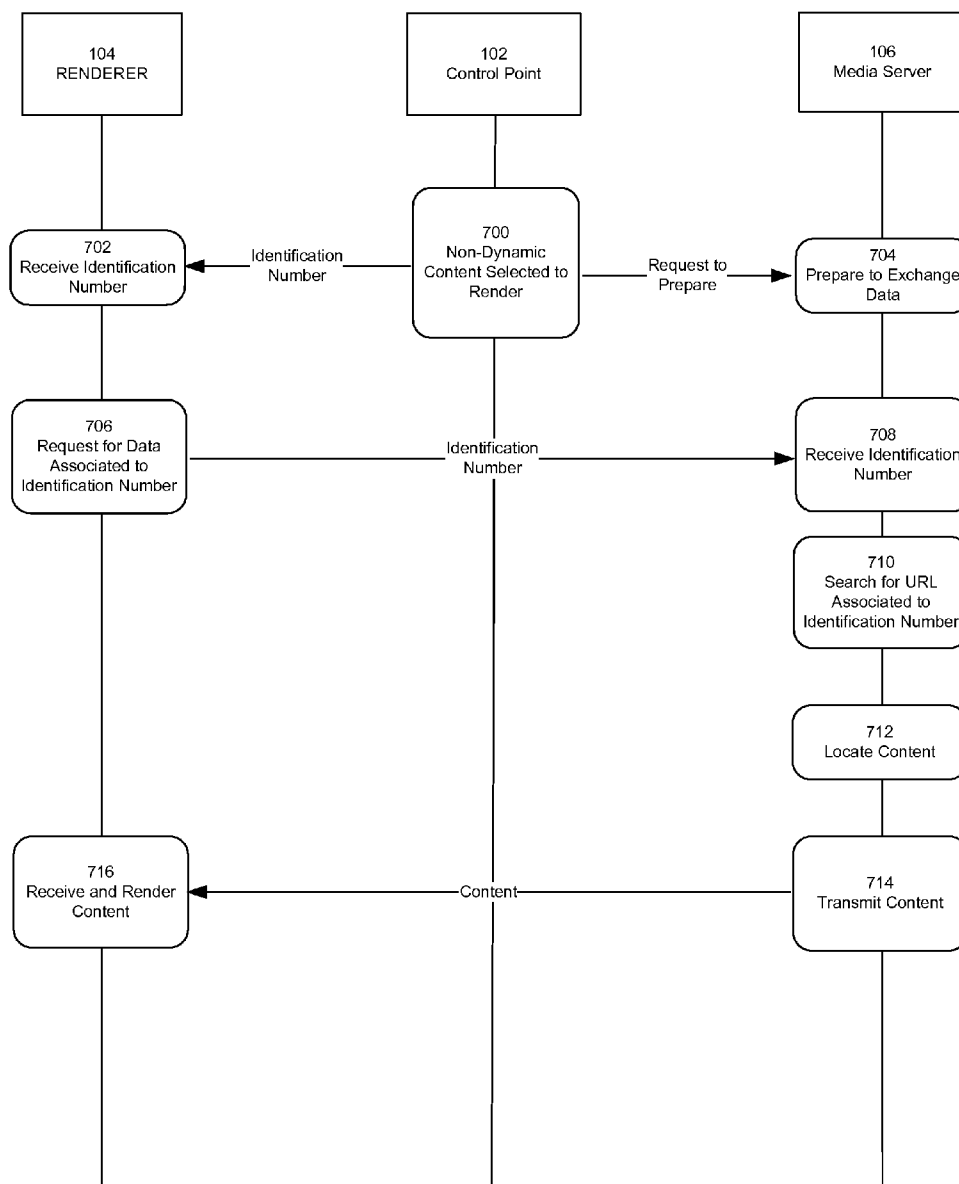 104
RENDERER
102
Control Point
106
Media Server
700
Non-Dynamic
Content Selected to
Render
702
Receive Identification
Number
Identification
Number
Request to
Prepare
704
Prepare to Exchange
Data
706
Request for Data
Associated to
Identification Number
Identification
Number
708
Receive Identification
Number
710
Search for URL
Associated to
Identification Number
712
Locate Content
716
Receive and Render
Content
Content
714
Transmit Content